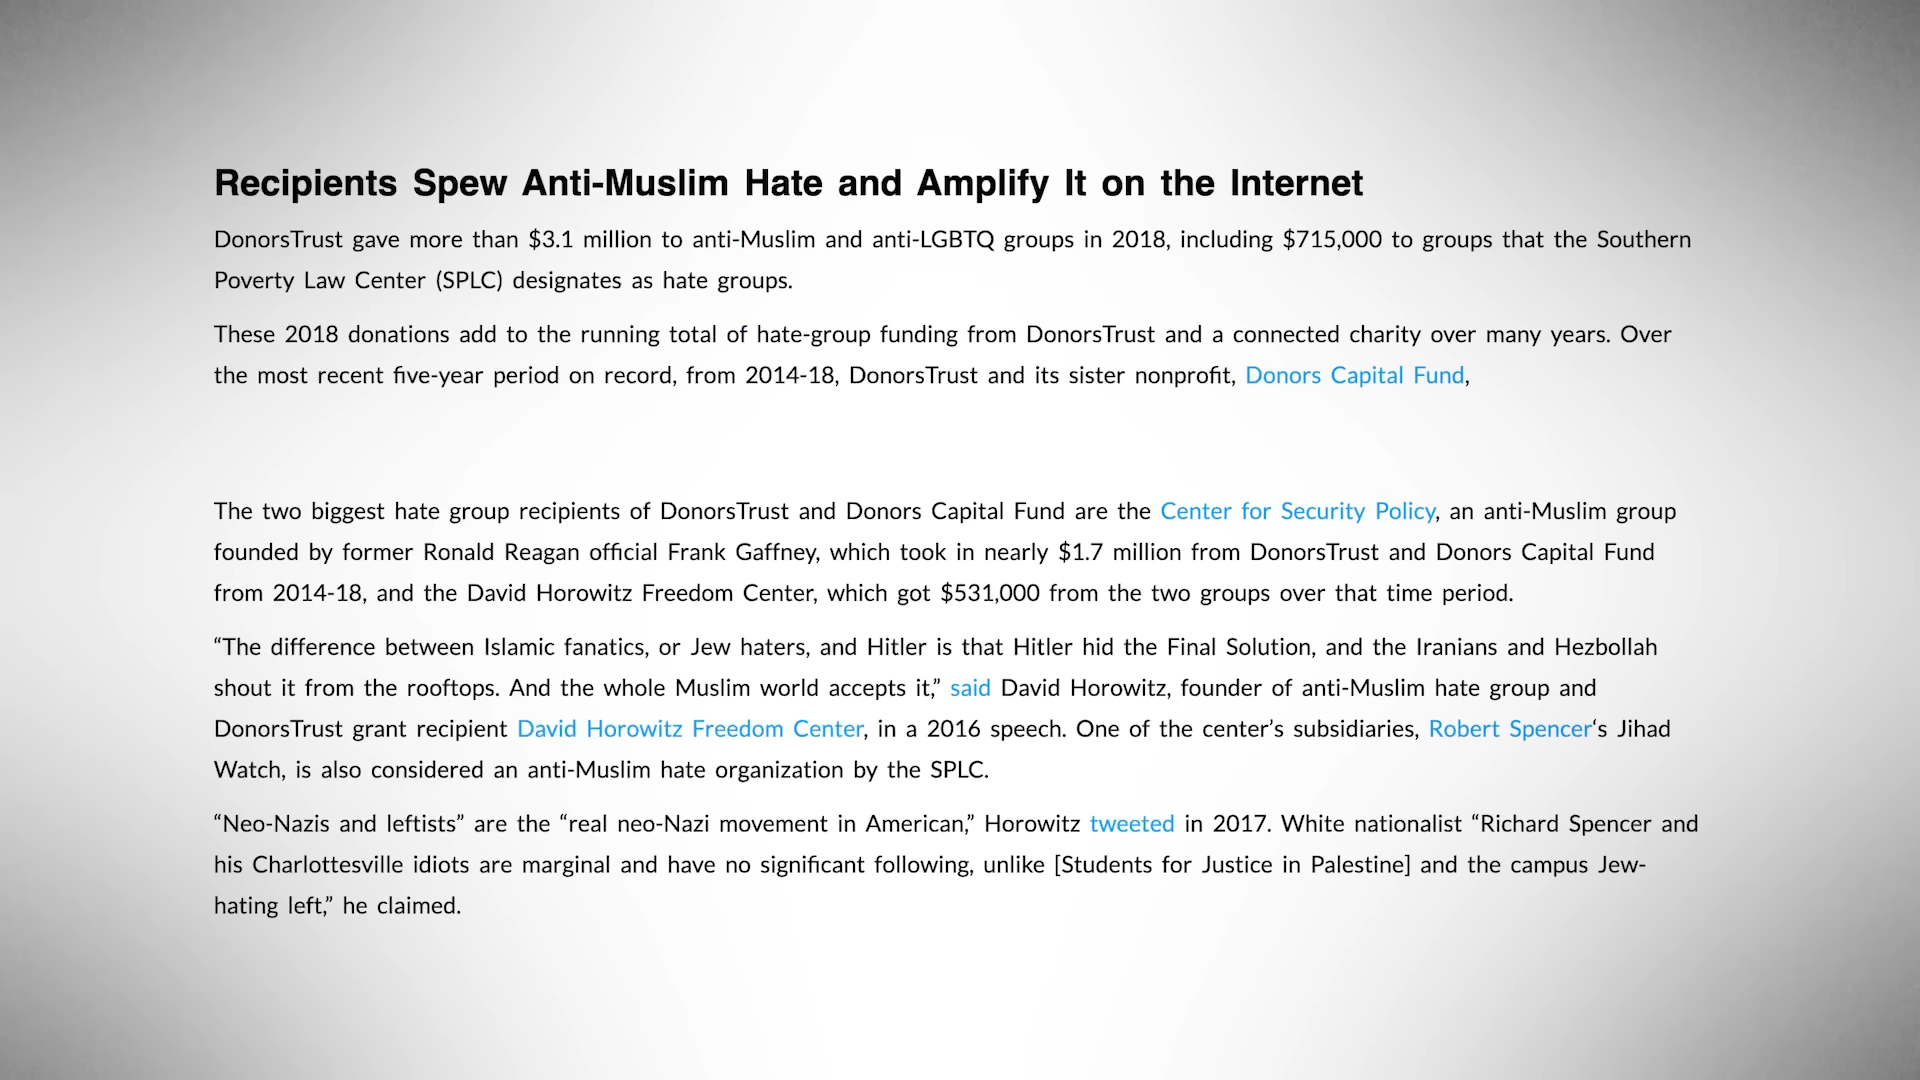 Recipients Spew Anti-Muslim Hate and Amplify It on the Internet
DonorsTrust gave more than $3.1 million to anti-Muslim and anti-LGBTQ groups in 2018, including $715,000 to groups that the Southern
Poverty Law Center (SPLC) designates as hate groups.
These 2018 donations add to the running total of hate-group funding from DonorsTrust and a connected charity over many years. Over
the most recent five-year period on record, from 2014-18, DonorsTrust and its sister nonprofit, Donors Capital Fund,
The two biggest hate group recipients of DonorsTrust and Donors Capital Fund are the Center for Security Policy, an anti-Muslim group
founded by former Ronald Reagan official Frank Gaffney, which took in nearly $1.7 million from DonorsTrust and Donors Capital Fund
from 2014-18, and the David Horowitz Freedom Center, which got $531,000 from the two groups over that time period.
“The difference between Islamic fanatics, or Jew haters, and Hitler is that Hitler hid the Final Solution, and the Iranians and Hezbollah
shout it from the rooftops. And the whole Muslim world accepts it,” said David Horowitz, founder of anti-Muslim hate group and
DonorsTrust grant recipient David Horowitz Freedom Center, in a 2016 speech. One of the center’s subsidiaries, Robert Spencer‘s Jihad
Watch, is also considered an anti-Muslim hate organization by the SPLC.
“Neo-Nazis and leftists” are the “real neo-Nazi movement in American,” Horowitz tweeted in 2017. White nationalist “Richard Spencer and
his Charlottesville idiots are marginal and have no significant following, unlike [Students for Justice in Palestine] and the campus Jew-
hating left,” he claimed.